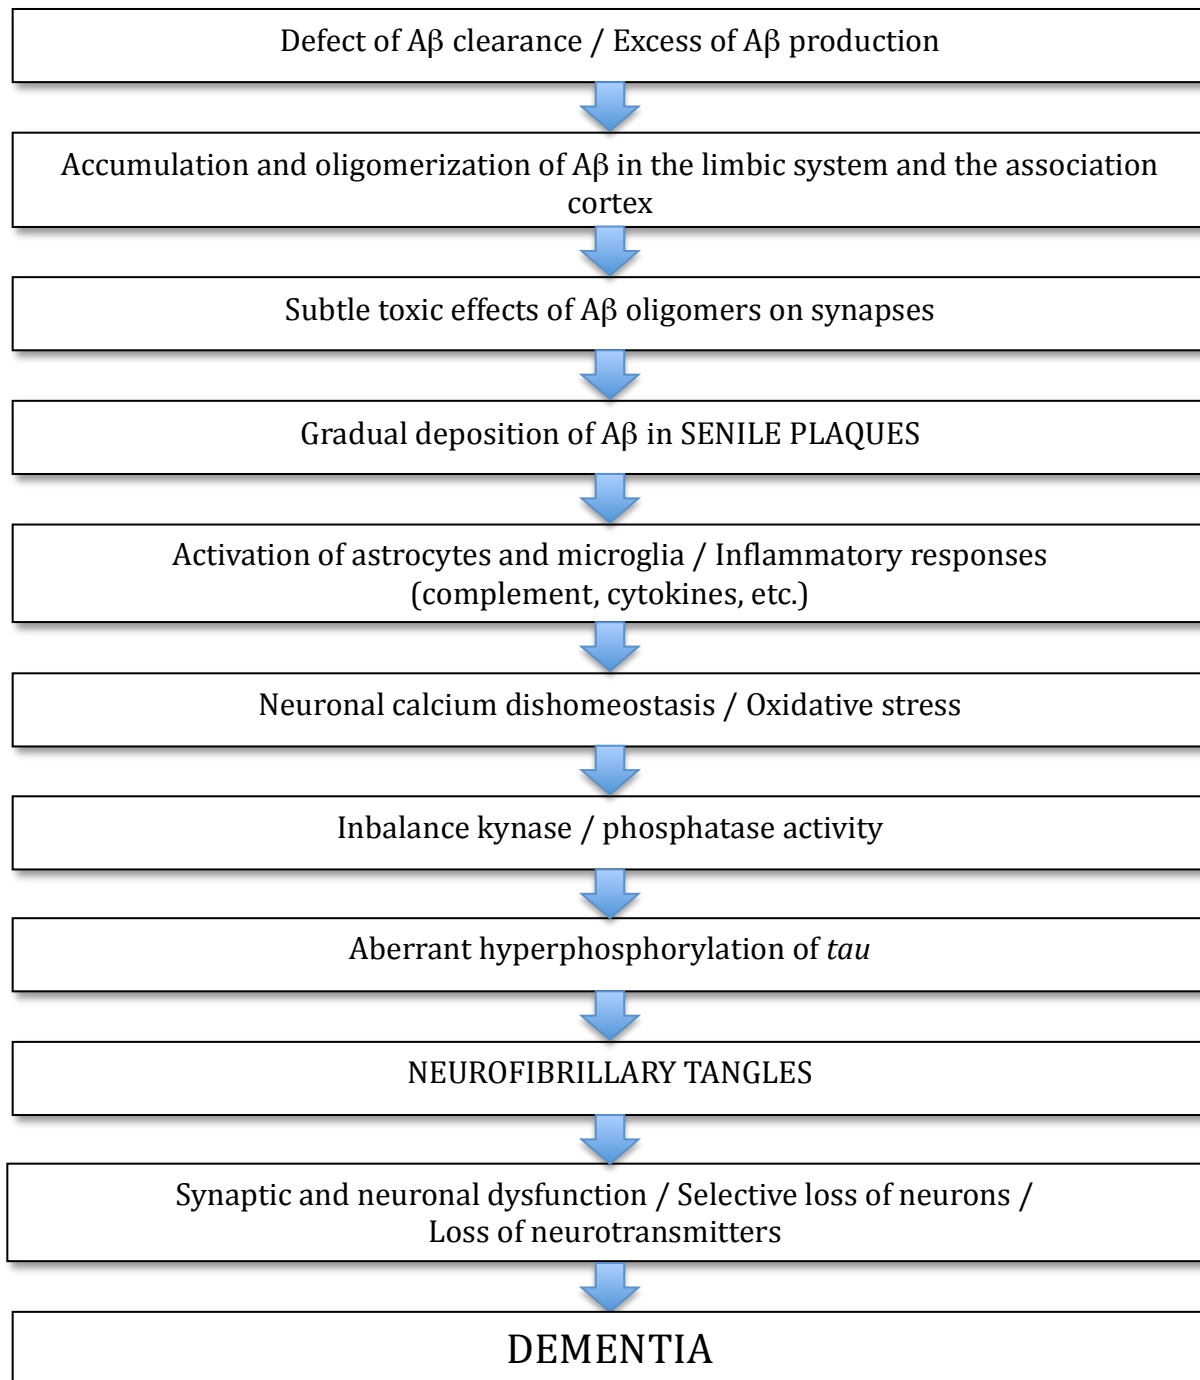 Defect of Aβ clearance / Excess of Aβ production
Accumulation and oligomerization of Aβ in the limbic system and the association
cortex
Subtle toxic effects of Aβ oligomers on synapses
Gradual deposition of Aβ in SENILE PLAQUES
Activation of astrocytes and microglia / Inflammatory responses
(complement, cytokines, etc.)
Neuronal calcium dishomeostasis / Oxidative stress
Inbalance kynase / phosphatase activity
Aberrant hyperphosphorylation of tau
NEUROFIBRILLARY TANGLES
Synaptic and neuronal dysfunction / Selective loss of neurons /
Loss of neurotransmitters
DEMENTIA